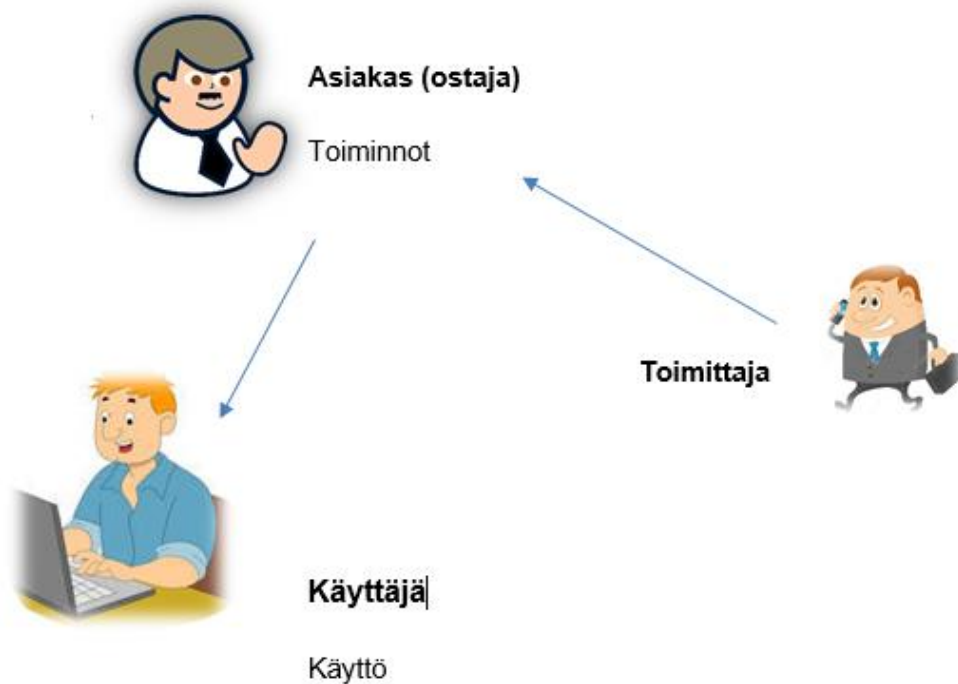 Asiakas (ostaja)
Toiminnot
Toimittaja
Käyttäjä
Käyttö